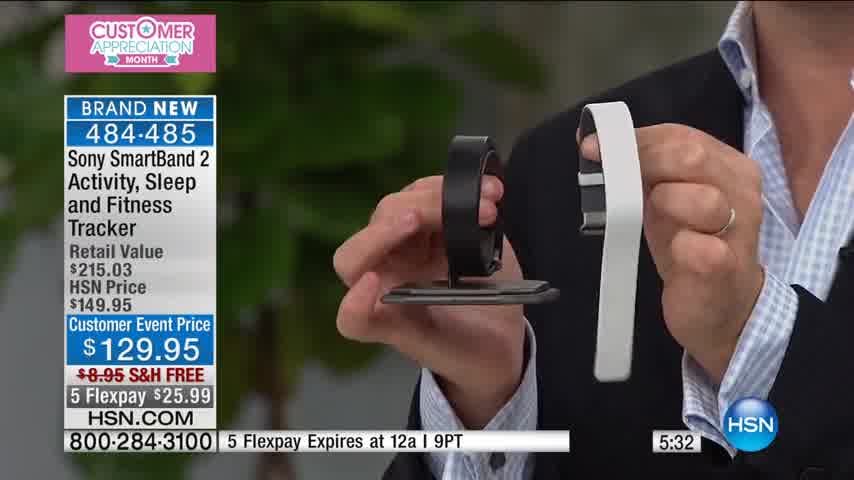 CUSTOMER
APPRECIATION
MONTH
BRAND NEW
484-485
Sony SmartBand 2
Activity, Sleep
and Fitness
Tracker
Retail Value
$215.03
HSN Price
$149.95
Customer Event Price
$129.95
$8.95 S&H FREE
5 Flexpay $25.99
HSN.COM
800-284-3100
5 Flexpay Expires at 12a | 9PT
5:32
HSN